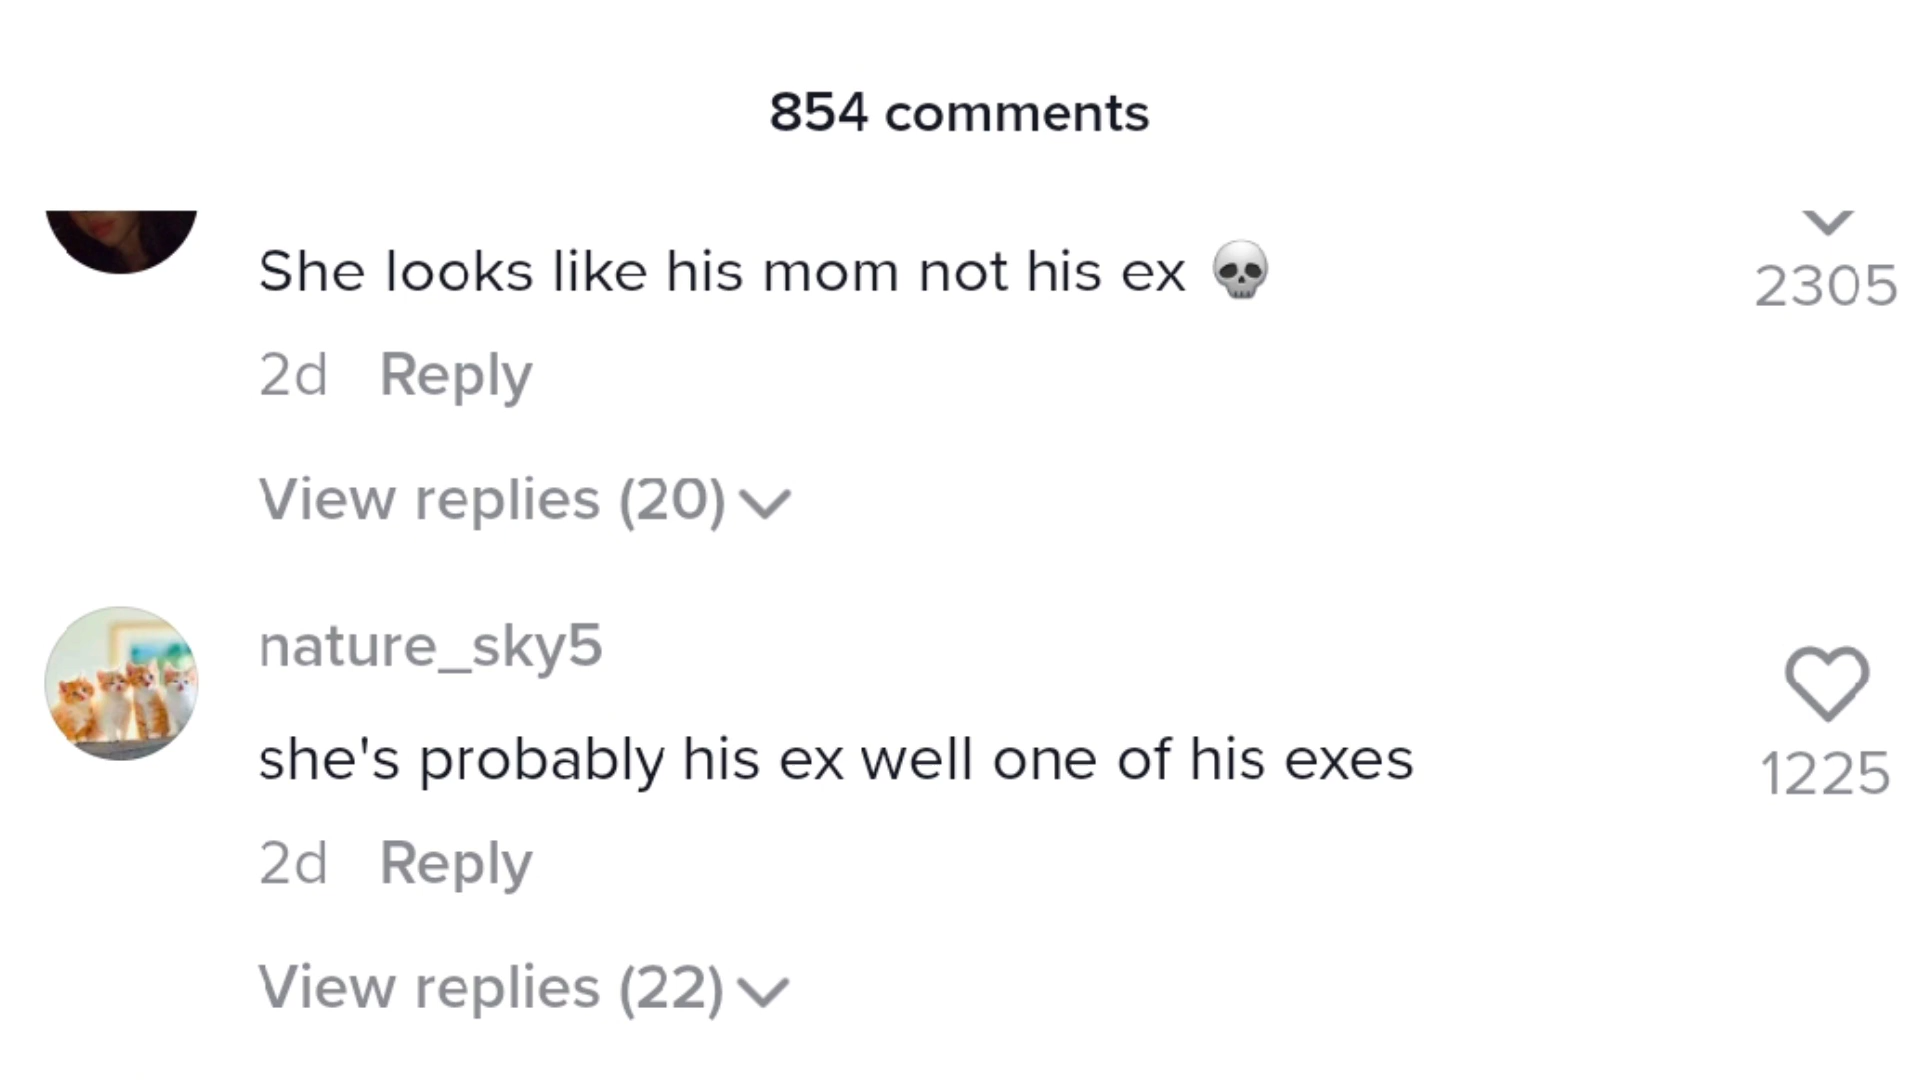 854 comments
She looks like his mom not his ex 💀
2305
2d Reply
View replies (20)
nature_sky5
she's probably his ex well one of his exes
1225
2d Reply
View replies (22)